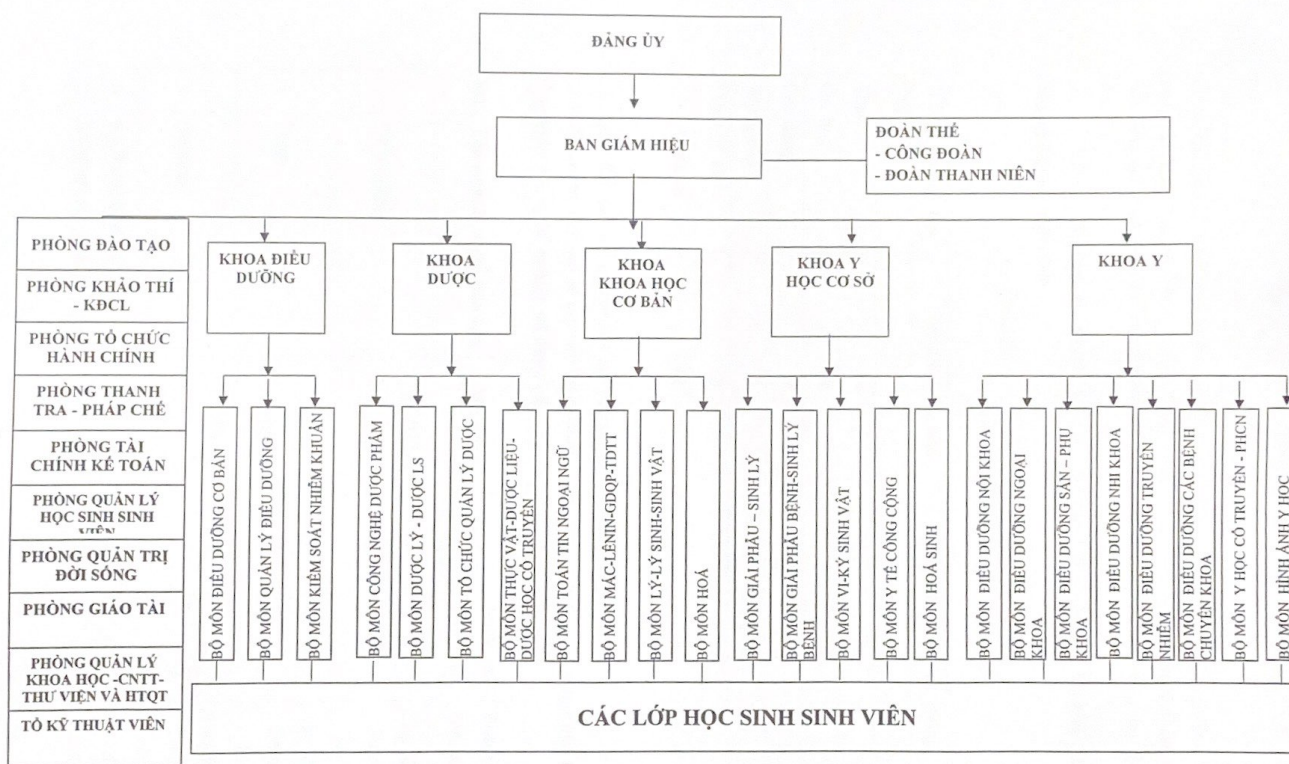 ĐẢNG ỦY
BAN GIÁM HIỆU
ĐOÀN THỂ
- CÔNG ĐOÀN
- ĐOÀN THANH NIÊN
PHÒNG ĐÀO TẠO
PHÒNG KHẢO THÍ
- KĐCL
PHÒNG TỔ CHỨC
HÀNH CHÍNH
PHÒNG THANH
TRA - PHÁP CHẾ
PHÒNG TÀI
CHÍNH KẾ TOÁN
PHÒNG QUẢN LÝ
HỌC SINH SINH
VIÊN
PHÒNG QUẢN TRỊ
ĐỜI SỐNG
PHÒNG GIÁO TÀI
PHÒNG QUẢN LÝ
KHOA HỌC -CNTT-
THƯ VIỆN VÀ HTQT
TỔ KỸ THUẬT VIÊN
KHOA ĐIỀU
DƯỠNG
KHOA
DƯỢC
KHOA
KHOA HỌC
CƠ BẢN
KHOA Y
HỌC CƠ SỞ
KHOA Y
BỘ MÔN ĐIỀU DƯỠNG CƠ BẢN
BỘ MÔN QUẢN LÝ ĐIỀU DƯỠNG
BỘ MÔN KIỂM SOÁT NHIỄM KHUẨN
BỘ MÔN CÔNG NGHỆ DƯỢC PHẨM
BỘ MÔN DƯỢC LÝ - DƯỢC LS
BỘ MÔN TỔ CHỨC QUẢN LÝ DƯỢC
BỘ MÔN THỰC VẬT-DƯỢC LIỆU-
DƯỢC HỌC CỔ TRUYỀN
BỘ MÔN TOÁN TIN NGOẠI NGỮ
BỘ MÔN MÁC-LÊNIN-GDQP-TDTT
BỘ MÔN LÝ-LÝ SINH-SINH VẬT
BỘ MÔN HOÁ
BỘ MÔN GIẢI PHẪU – SINH LÝ
BỘ MÔN GIẢI PHẪU BỆNH-SINH LÝ
BỆNH
BỘ MÔN VI-KÝ SINH VẬT
BỘ MÔN Y TẾ CÔNG CỘNG
BỘ MÔN HOÁ SINH
BỘ MÔN ĐIỀU DƯỠNG NỘI KHOA
BỘ MÔN ĐIỀU DƯỠNG NGOẠI
KHOA
BỘ MÔN ĐIỀU DƯỠNG SẢN – PHỤ
KHOA
BỘ MÔN ĐIỀU DƯỠNG NHI KHOA
BỘ MÔN ĐIỀU DƯỠNG TRUYỀN
NHIỄM
BỘ MÔN ĐIỀU DƯỠNG CÁC BỆNH
CHUYÊN KHOA
BỘ MÔN Y HỌC CỔ TRUYỀN - PHCN
BỘ MÔN HÌNH ẢNH Y HỌC
CÁC LỚP HỌC SINH SINH VIÊN